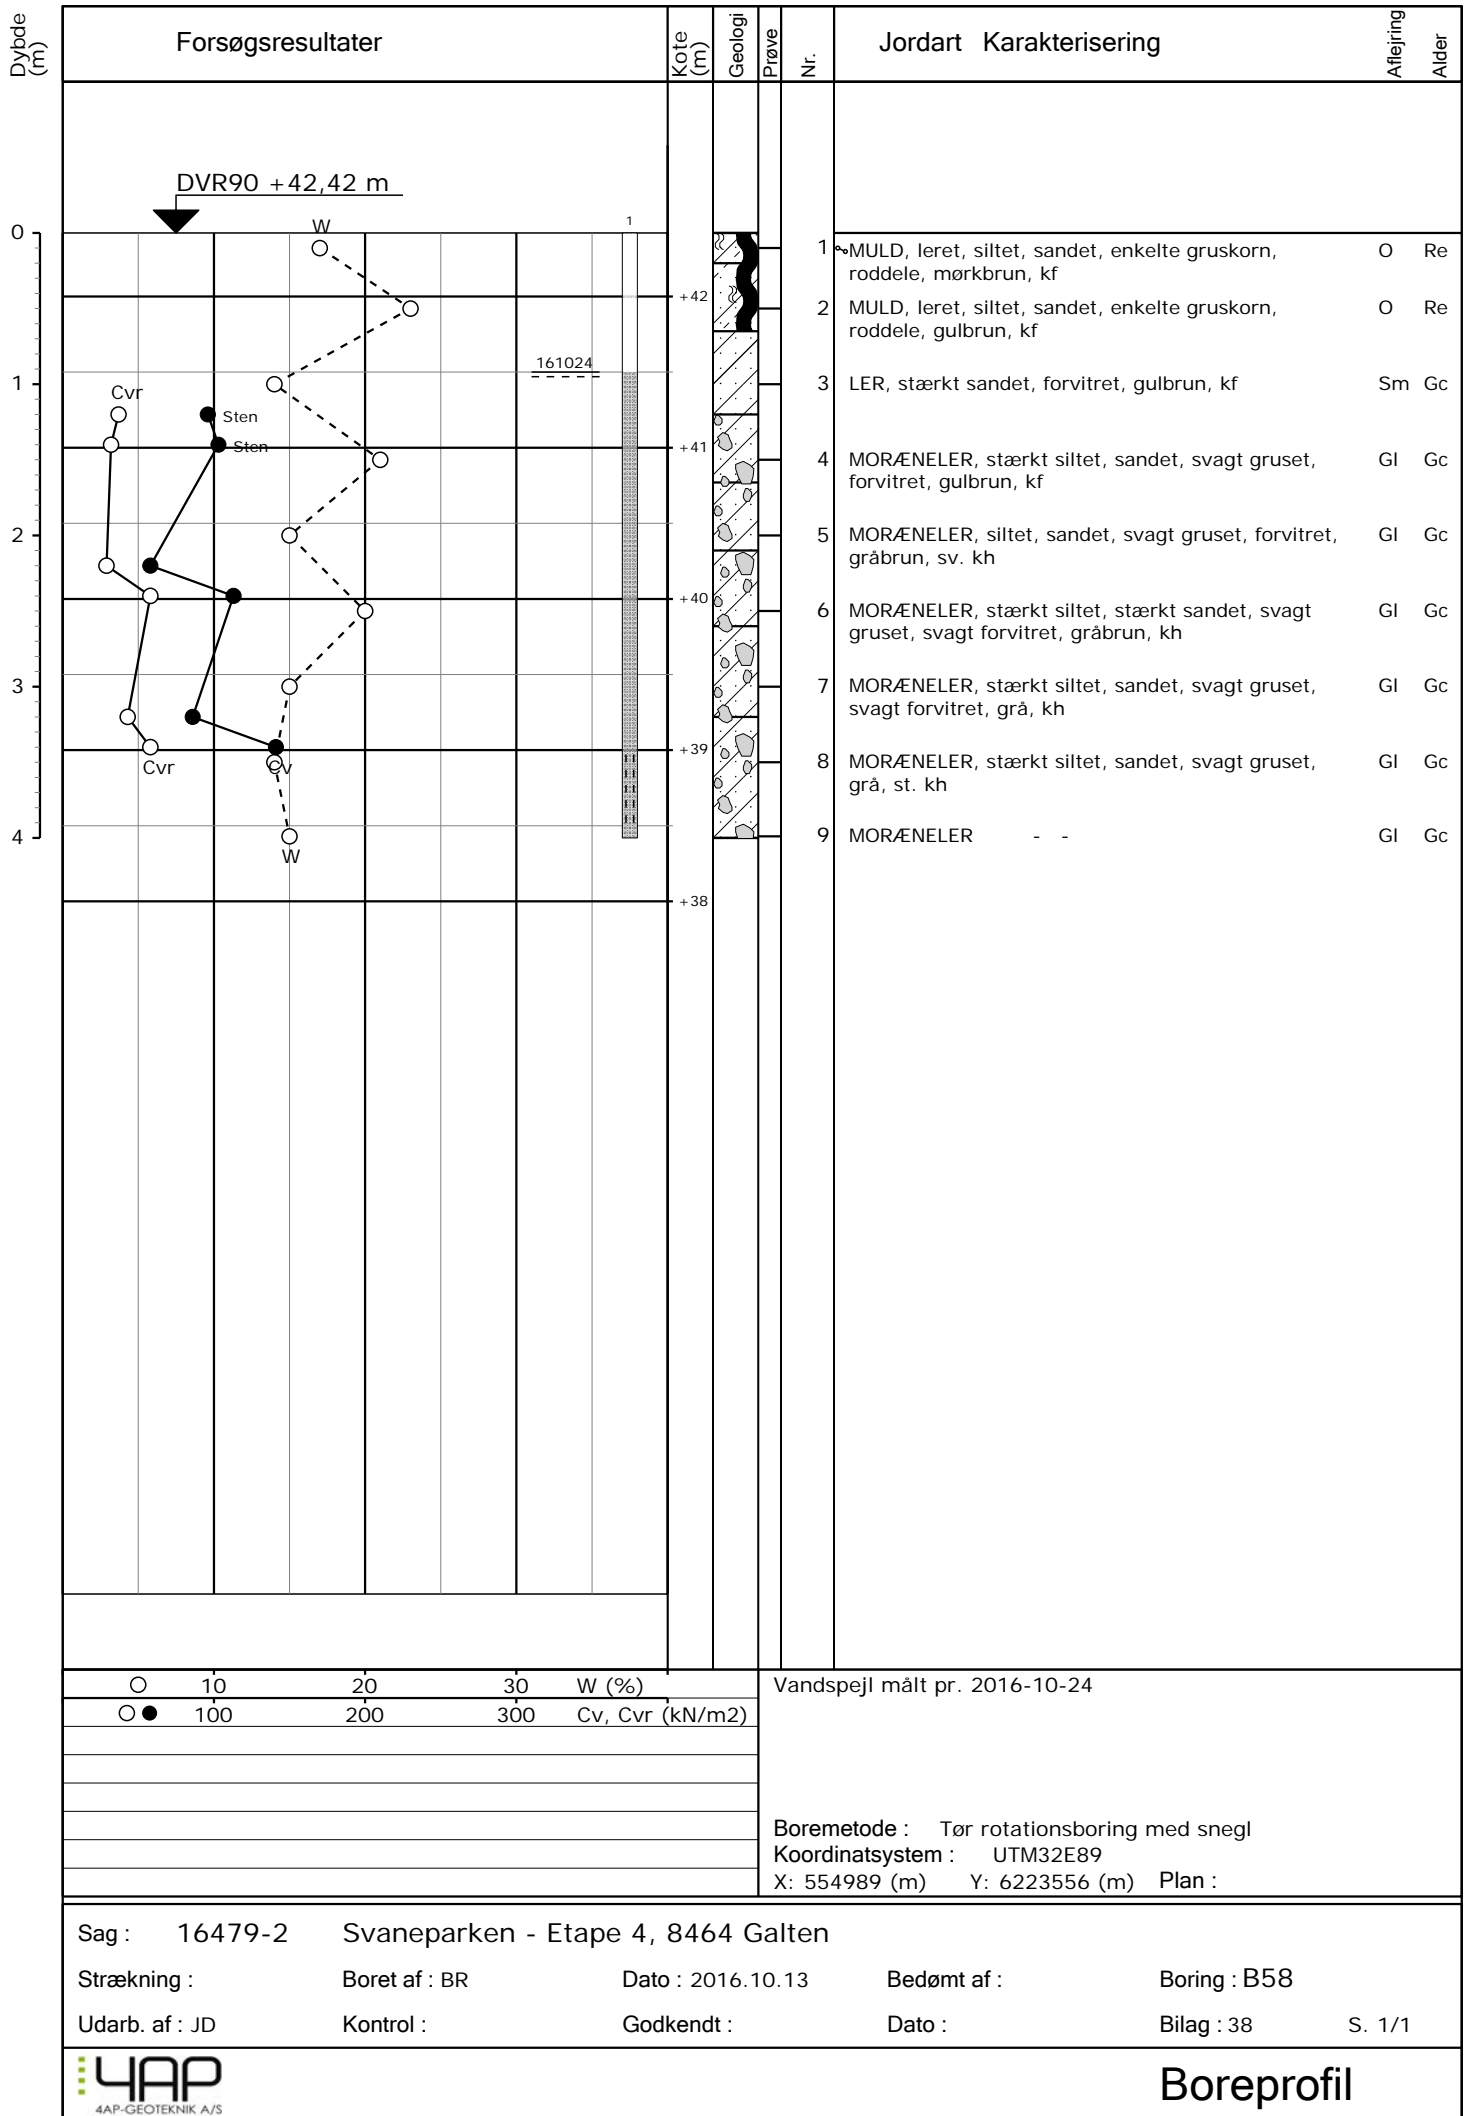 Dybde (m)
Forsøgsresultater
Kote (m)
Geologi
Prøve
Nr.
Jordart Karakterisering
Aflejring
Alder
DVR90 +42,42 m
0
W
1
1 MULD, leret, siltet, sandet, enkelte gruskorn, O Re
roddele, mørkbrun, kf
+42
2 MULD, leret, siltet, sandet, enkelte gruskorn, O Re
roddele, gulbrun, kf
161024
1
Cvr
3 LER, stærkt sandet, forvitret, gulbrun, kf Sm Gc
Sten
Sten
+41
4 MORÆNELER, stærkt siltet, sandet, svagt gruset, Gl Gc
forvitret, gulbrun, kf
2
5 MORÆNELER, siltet, sandet, svagt gruset, forvitret, Gl Gc
gråbrun, sv. kh
+40
6 MORÆNELER, stærkt siltet, stærkt sandet, svagt Gl Gc
gruset, svagt forvitret, gråbrun, kh
3
7 MORÆNELER, stærkt siltet, sandet, svagt gruset, Gl Gc
svagt forvitret, grå, kh
+39
Cvr
Cv
8 MORÆNELER, stærkt siltet, sandet, svagt gruset, Gl Gc
grå, st. kh
4
9 MORÆNELER - - Gl Gc
W
+38
10 20 30 W (%)
100 200 300 Cv, Cvr (kN/m2)
Vandspejl målt pr. 2016-10-24
Boremetode : Tør rotationsboring med snegl
Koordinatsystem : UTM32E89
X: 554989 (m) Y: 6223556 (m) Plan :
Sag : 16479-2 Svaneparken - Etape 4, 8464 Galten
Strækning : Boret af : BR Dato : 2016.10.13 Bedømt af : Boring : B58
Udarb. af : JD Kontrol : Godkendt : Dato : Bilag : 38 S. 1/1
4AP
4AP-GEOTEKNIK A/S
Boreprofil